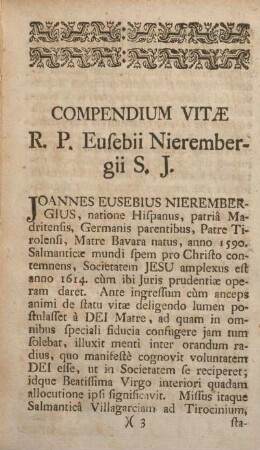 COMPENDIUM VITÆ
R. P. Euſebii Nierember-
gii S. J.
JOANNES EUSEBIUS NIEREMBER-
GIUS, natione Hiſpanus, patriâ Ma-
dritenſis, Germanis parentibus, Patre Ti-
rolenſi, Matre Bavara natus, anno 1590.
Salmanticæ mundi ſpem pro Chriſto con-
temnens, Societatem JESU amplexus eſt
anno 1614. cùm ibi Juris prudentiæ ope-
ram daret. Ante ingreſſum cùm anceps
animi de ſtatu vitæ deligendo lumen po-
ſtulaſſet à DEI Matre, ad quam in om-
nibus ſpeciali fiducia confugere jam tum
ſolebat, illuxit menti inter orandum ra-
dius, quo manifeſtè cognovit voluntatem
DEI eſſe, ut in Societatem ſe reciperet;
idque Beatiſſima Virgo interiori quadam
allocutione ipſi ſignificavit. Miſſus itaque
Salmanticâ Villagarciam ad Tirocinium,
)( 3 ſta-